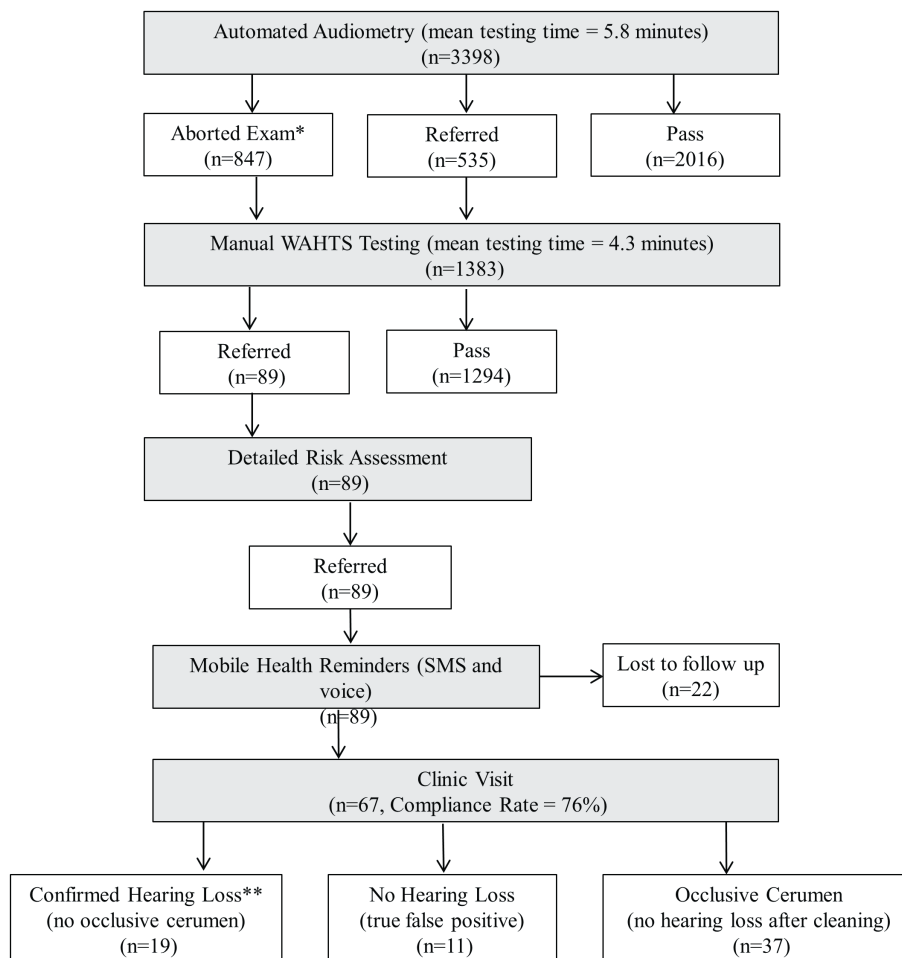 Automated Audiometry (mean testing time = 5.8 minutes)
(n=3398)
Aborted Exam*
(n=847)
Referred
(n=535)
Pass
(n=2016)
Manual WAHTS Testing (mean testing time = 4.3 minutes)
(n=1383)
Referred
(n=89)
Pass
(n=1294)
Detailed Risk Assessment
(n=89)
Referred
(n=89)
Mobile Health Reminders (SMS and
voice)
(n=89)
Lost to follow up
(n=22)
Clinic Visit
(n=67, Compliance Rate = 76%)
Confirmed Hearing Loss**
(no occlusive cerumen)
(n=19)
No Hearing Loss
(true false positive)
(n=11)
Occlusive Cerumen
(no hearing loss after cleaning)
(n=37)